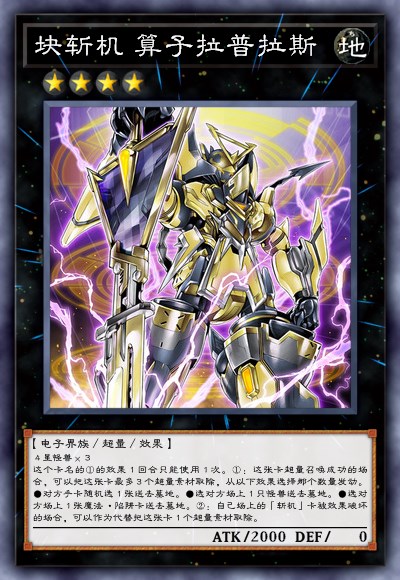 块斩机 算子拉普拉斯 地
【电子界族／超量／效果】
４星怪兽×３
这个卡名的①的效果１回合只能使用１次。①：这张卡超量召唤成功的场
合，可以把这张卡最多３个超量素材取除，从以下效果选择那个数量发动。
●对方手卡随机选１张送去墓地。●选对方场上１只怪兽送去墓地。●选对
方场上１张魔法·陷阱卡送去墓地。②：自己场上的「斩机」卡被效果破坏
的场合，可以作为代替把这张卡１个超量素材取除。
ATK/2000 DEF/ 0